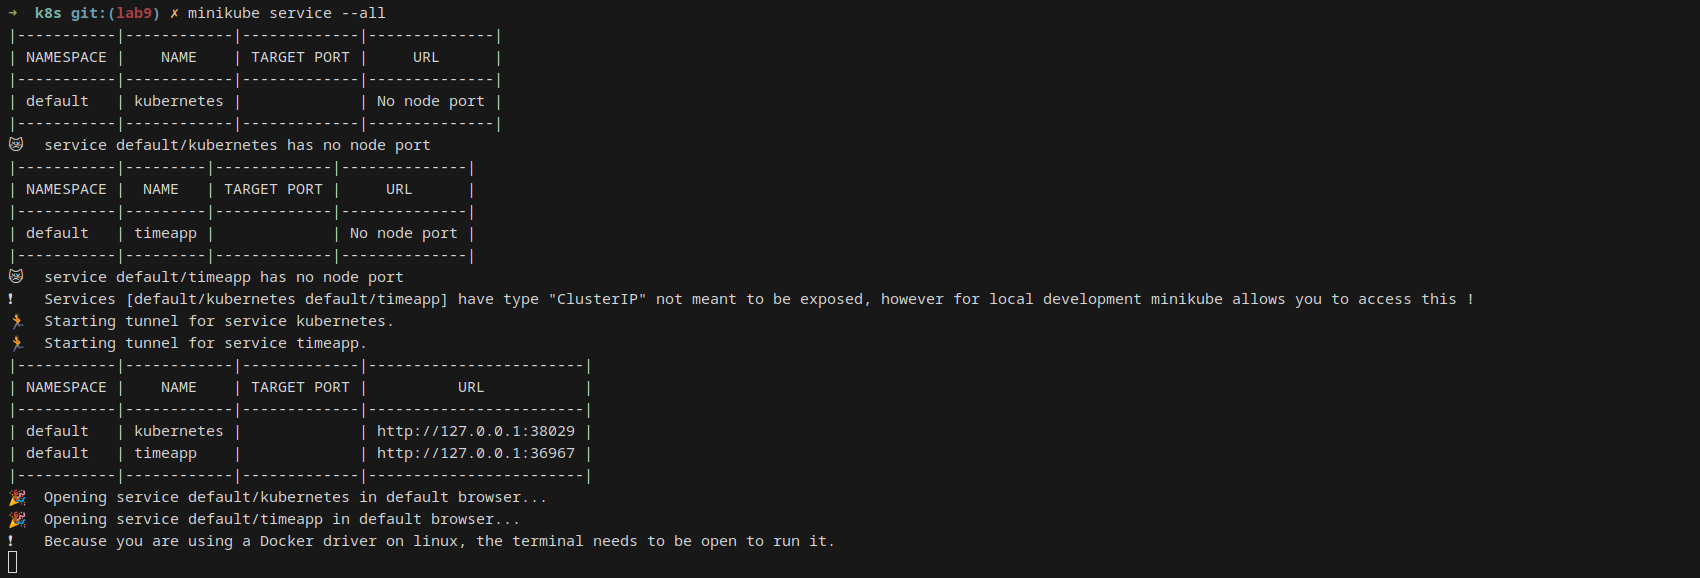 ➜  k8s git:(lab9) ✗ minikube service --all
|-----------|------------|-------------|--------------|
| NAMESPACE |    NAME    | TARGET PORT |     URL      |
|-----------|------------|-------------|--------------|
| default   | kubernetes |             | No node port |
|-----------|------------|-------------|--------------|
😿  service default/kubernetes has no node port
|-----------|---------|-------------|--------------|
| NAMESPACE |  NAME   | TARGET PORT |     URL      |
|-----------|---------|-------------|--------------|
| default   | timeapp |             | No node port |
|-----------|---------|-------------|--------------|
😿  service default/timeapp has no node port
❗  Services [default/kubernetes default/timeapp] have type "ClusterIP" not meant to be exposed, however for local development minikube allows you to access this !
🏃  Starting tunnel for service kubernetes.
🏃  Starting tunnel for service timeapp.
|-----------|------------|-------------|------------------------|
| NAMESPACE |    NAME    | TARGET PORT |          URL           |
|-----------|------------|-------------|------------------------|
| default   | kubernetes |             | http://127.0.0.1:38029 |
| default   | timeapp    |             | http://127.0.0.1:36967 |
|-----------|------------|-------------|------------------------|
🎉  Opening service default/kubernetes in default browser...
🎉  Opening service default/timeapp in default browser...
❗  Because you are using a Docker driver on linux, the terminal needs to be open to run it.